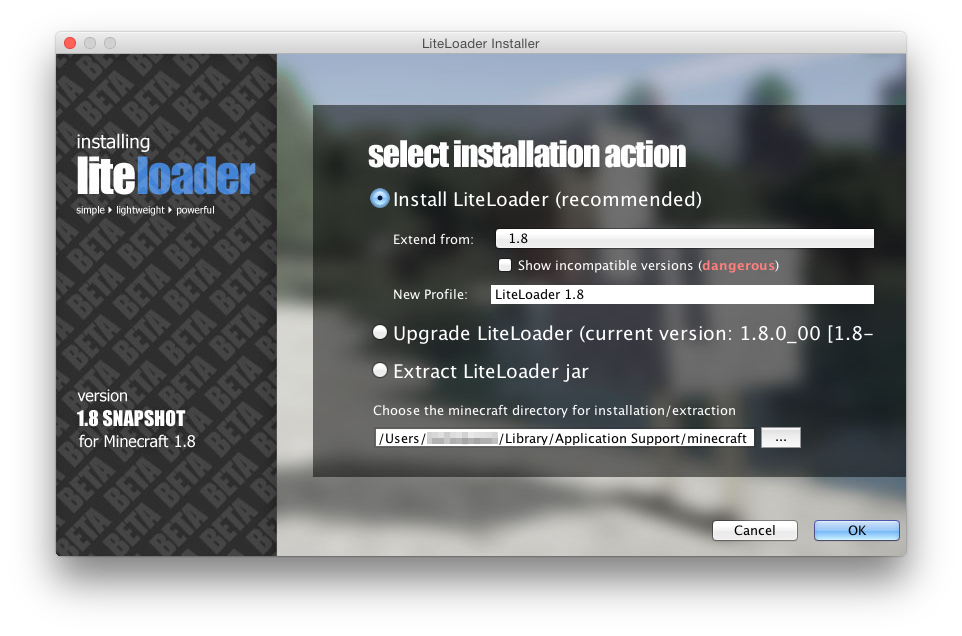 LiteLoader Installer
installing
liteloader
simple lightweight powerful
version
1.8 SNAPSHOT
for Minecraft 1.8
select installation action
Install LiteLoader (recommended)
Extend from: 1.8
Show incompatible versions (dangerous)
New Profile: LiteLoader 1.8
Upgrade LiteLoader (current version: 1.8.0_00 [1.8-
Extract LiteLoader jar
Choose the minecraft directory for installation/extraction
/Users/ /Library/Application Support/minecraft ...
Cancel OK
BETA